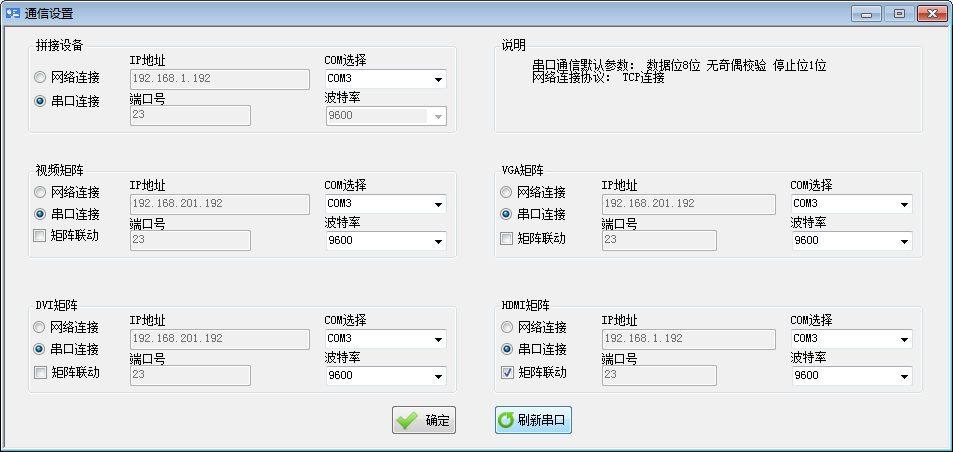 通信设置
拼接设备
网络连接
串口连接
IP地址
192.168.1.192
端口号
23
COM选择
COM3
波特率
9600
说明
串口通信默认参数： 数据位8位 无奇偶校验 停止位1位
网络连接协议： TCP连接
视频矩阵
网络连接
串口连接
矩阵联动
IP地址
192.168.201.192
端口号
23
COM选择
COM3
波特率
9600
VGA矩阵
网络连接
串口连接
矩阵联动
IP地址
192.168.201.192
端口号
23
COM选择
COM3
波特率
9600
DVI矩阵
网络连接
串口连接
矩阵联动
IP地址
192.168.201.192
端口号
23
COM选择
COM3
波特率
9600
HDMI矩阵
网络连接
串口连接
矩阵联动
IP地址
192.168.1.192
端口号
23
COM选择
COM3
波特率
9600
确定
刷新串口